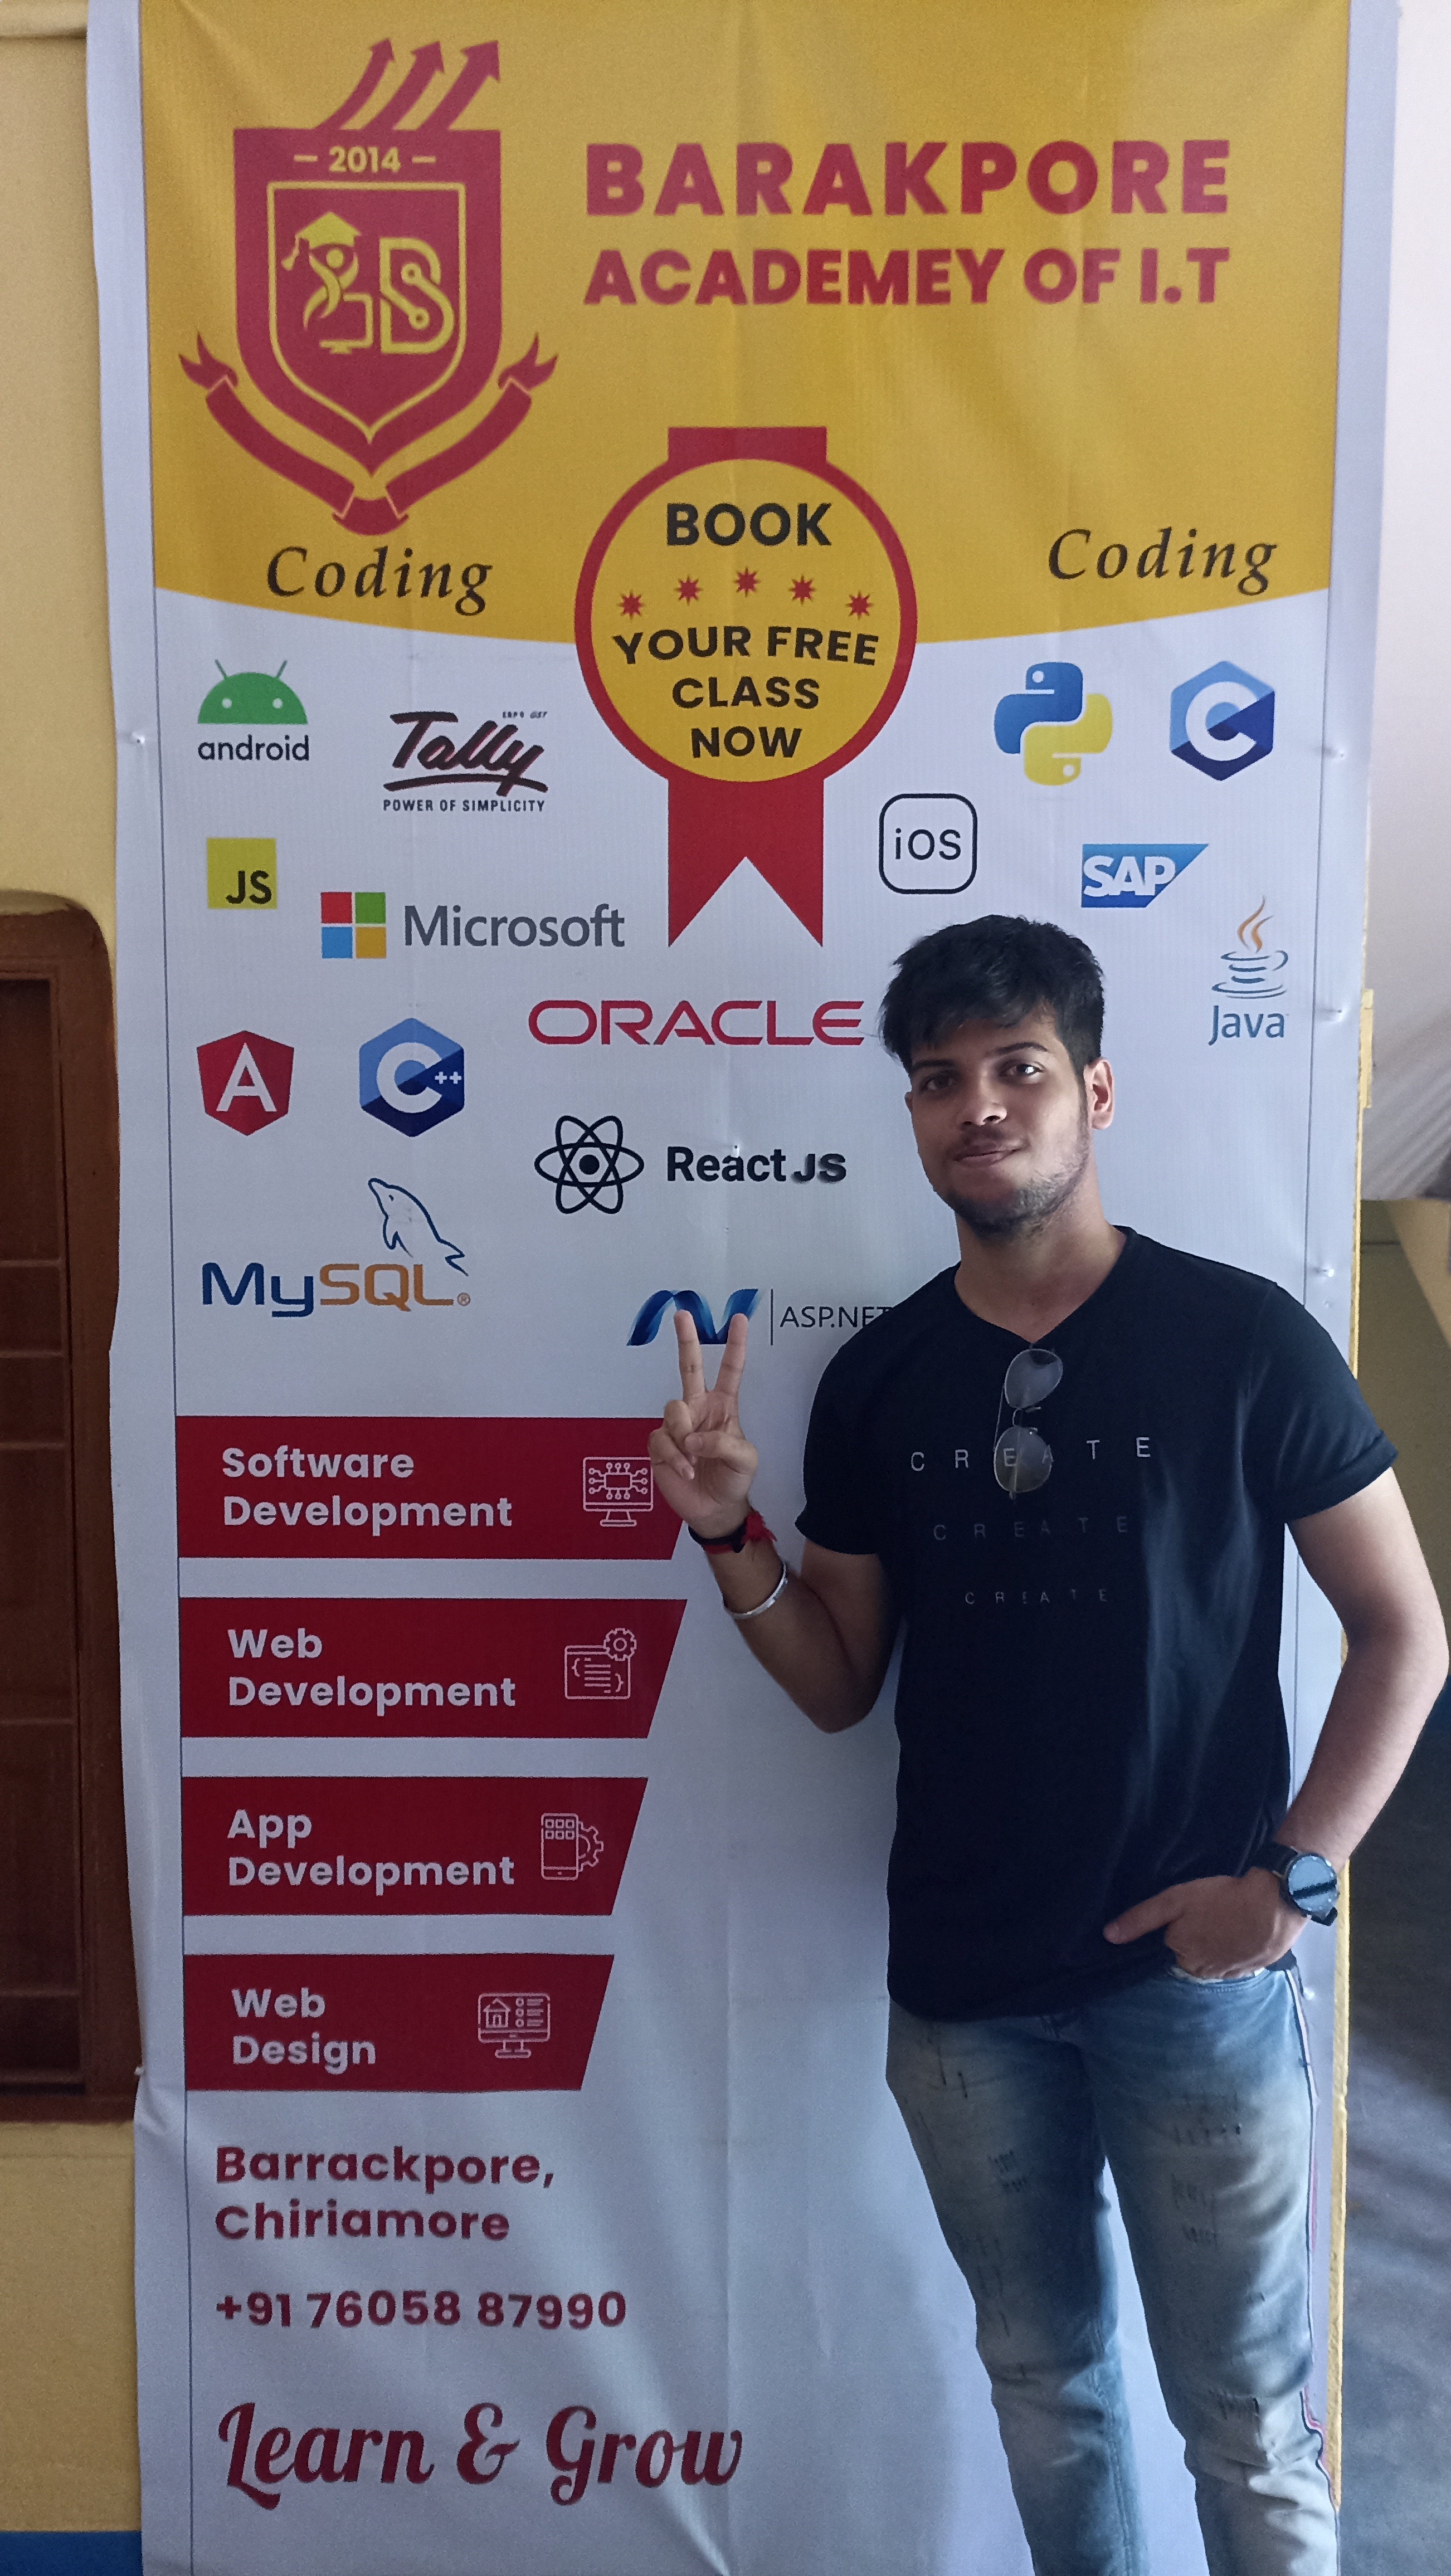 2014
BARAKPORE
ACADEMEY OF I.T
BOOK
YOUR FREE
CLASS
NOW
Coding
Coding
android
Tally
POWER OF SIMPLICITY
C
iOS
SAP
JS
Microsoft
Java
ORACLE
A
C++
React JS
MySQL®
ASP.NET
CREATE
CREATE
CREATE
Software
Development
Web
Development
App
Development
Web
Design
Barrackpore,
Chiriamore
+91 76058 87990
Learn & Grow